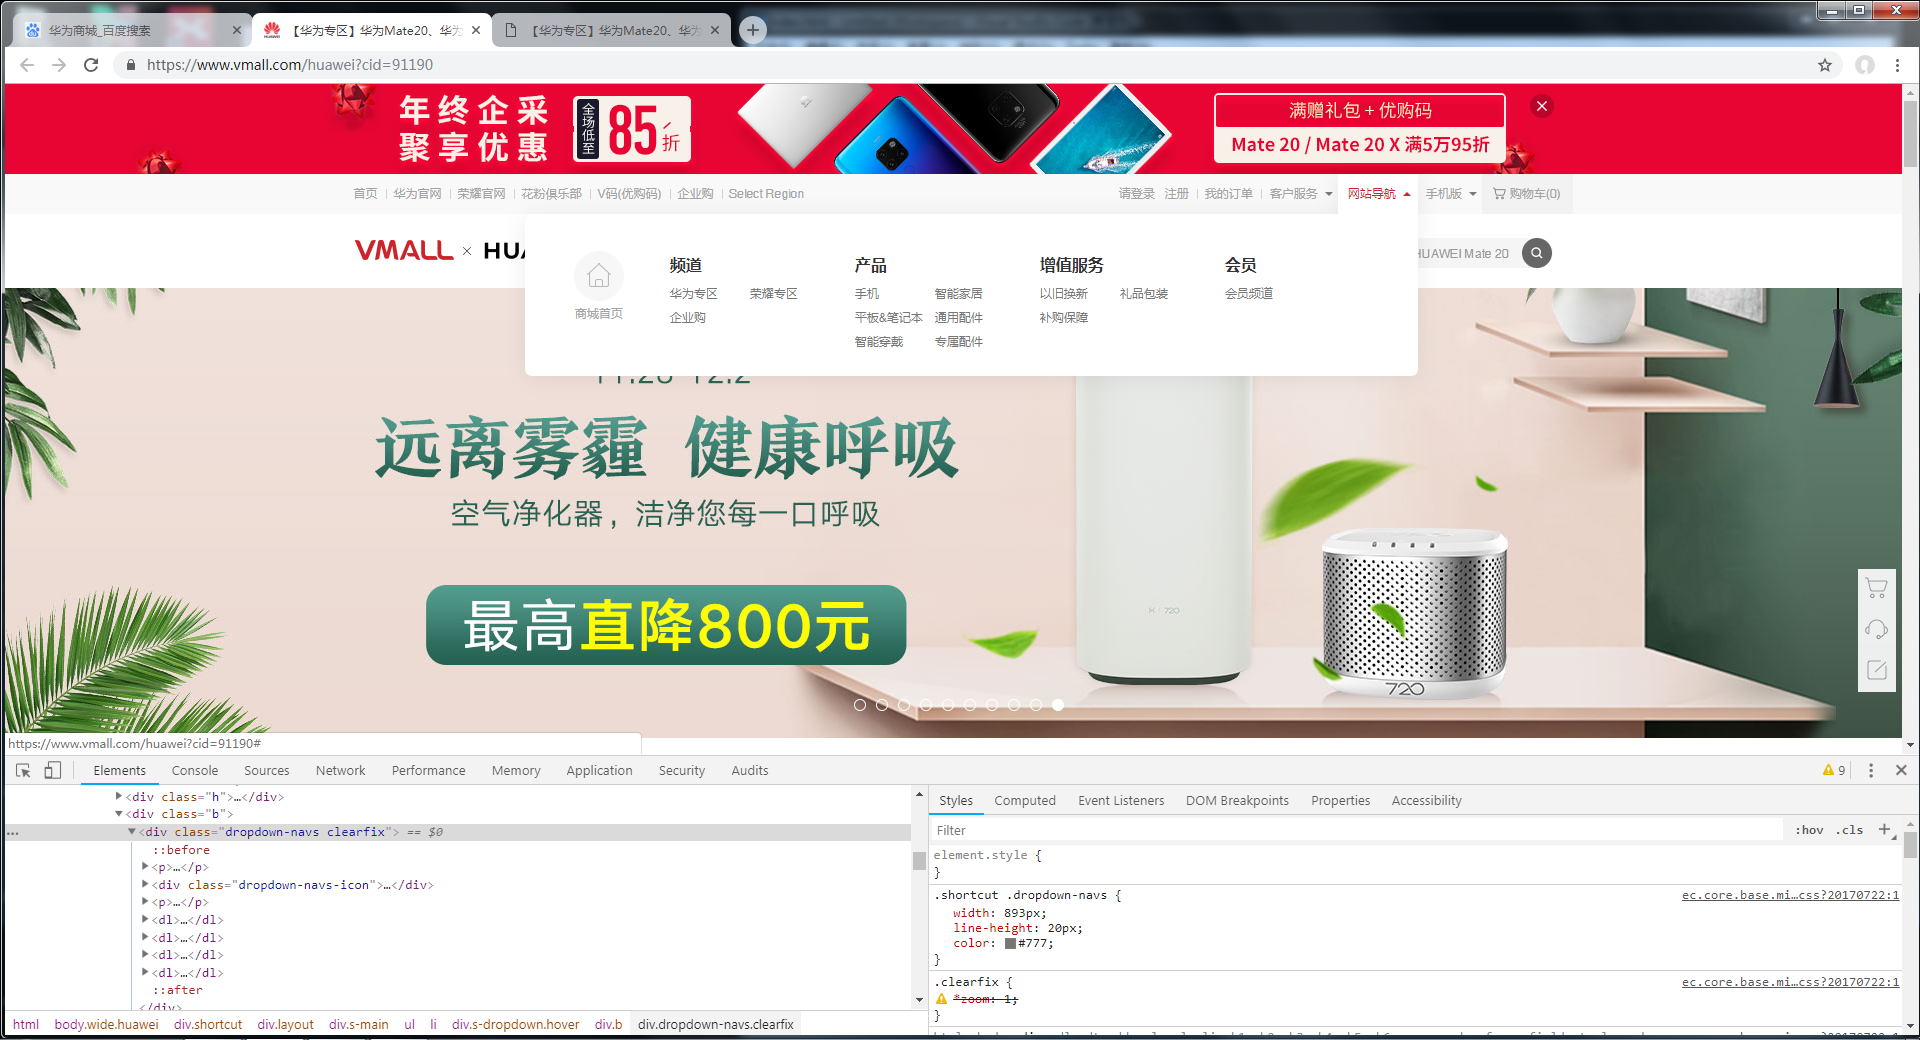 华为商城_百度搜索
【华为专区】华为Mate20、华为
【华为专区】华为Mate20、华为
https://www.vmall.com/huawei?cid=91190
年终企采
聚享优惠
全场低至
85折
满赠礼包 + 优购码
Mate 20 / Mate 20 X 满5万95折
首页
华为官网
荣耀官网
花粉俱乐部
V码(优购码)
企业购
Select Region
请登录
注册
我的订单
客户服务
网站导航
手机版
购物车(0)
VMALL × HUA
HUAWEI Mate 20
商城首页
频道
华为专区 荣耀专区
企业购
产品
手机 智能家居
平板&笔记本 通用配件
智能穿戴 专属配件
增值服务
以旧换新 礼品包装
补购保障
会员
会员频道
远离雾霾 健康呼吸
空气净化器，洁净您每一口呼吸
最高直降800元
720
720
https://www.vmall.com/huawei?cid=91190#
Elements Console Sources Network Performance Memory Application Security Audits
9
<div class="h">…</div>
<div class="b">
… <div class="dropdown-navs clearfix"> == $0
::before
<p>…</p>
<div class="dropdown-navs-icon">…</div>
<p>…</p>
<dl>…</dl>
<dl>…</dl>
<dl>…</dl>
<dl>…</dl>
::after
</div>
html body.wide.huawei div.shortcut div.layout div.s-main ul li div.s-dropdown.hover div.b div.dropdown-navs.clearfix
Styles Computed Event Listeners DOM Breakpoints Properties Accessibility
Filter
:hov .cls +
element.style {
}
.shortcut .dropdown-navs { ec.core.base.mi…css?20170722:1
width: 893px;
line-height: 20px;
color: #777;
}
.clearfix { ec.core.base.mi…css?20170722:1
*zoom: 1;
}